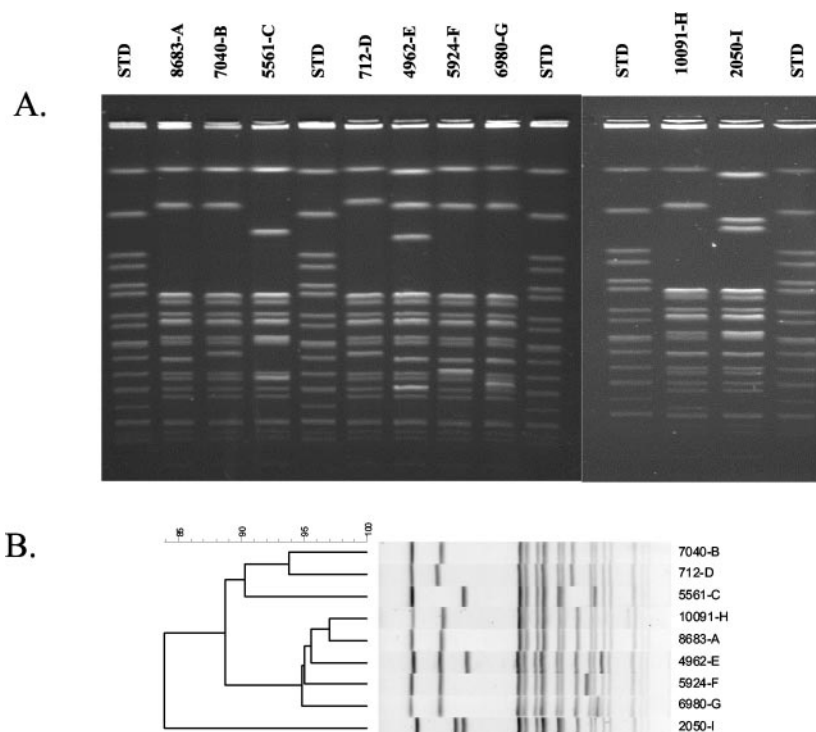 STD 8683-A 7040-B 5561-C STD 712-D 4962-E 5924-F 6980-G STD STD 10091-H 2050-I STD
A.
B.
85 90 95 100
7040-B
712-D
5561-C
10091-H
8683-A
4962-E
5924-F
6980-G
2050-I